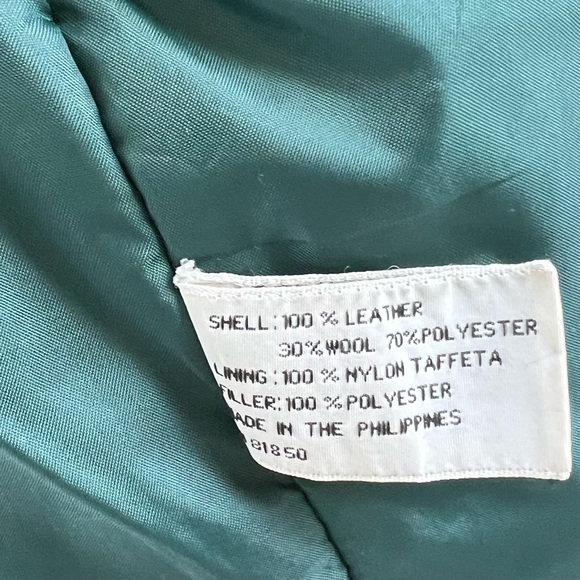 SHELL: 100 % LEATHER
30% WOOL 70% POLYESTER
LINING: 100 % NYLON TAFFETA
FILLER: 100 % POLYESTER
MADE IN THE PHILIPPINES
81850